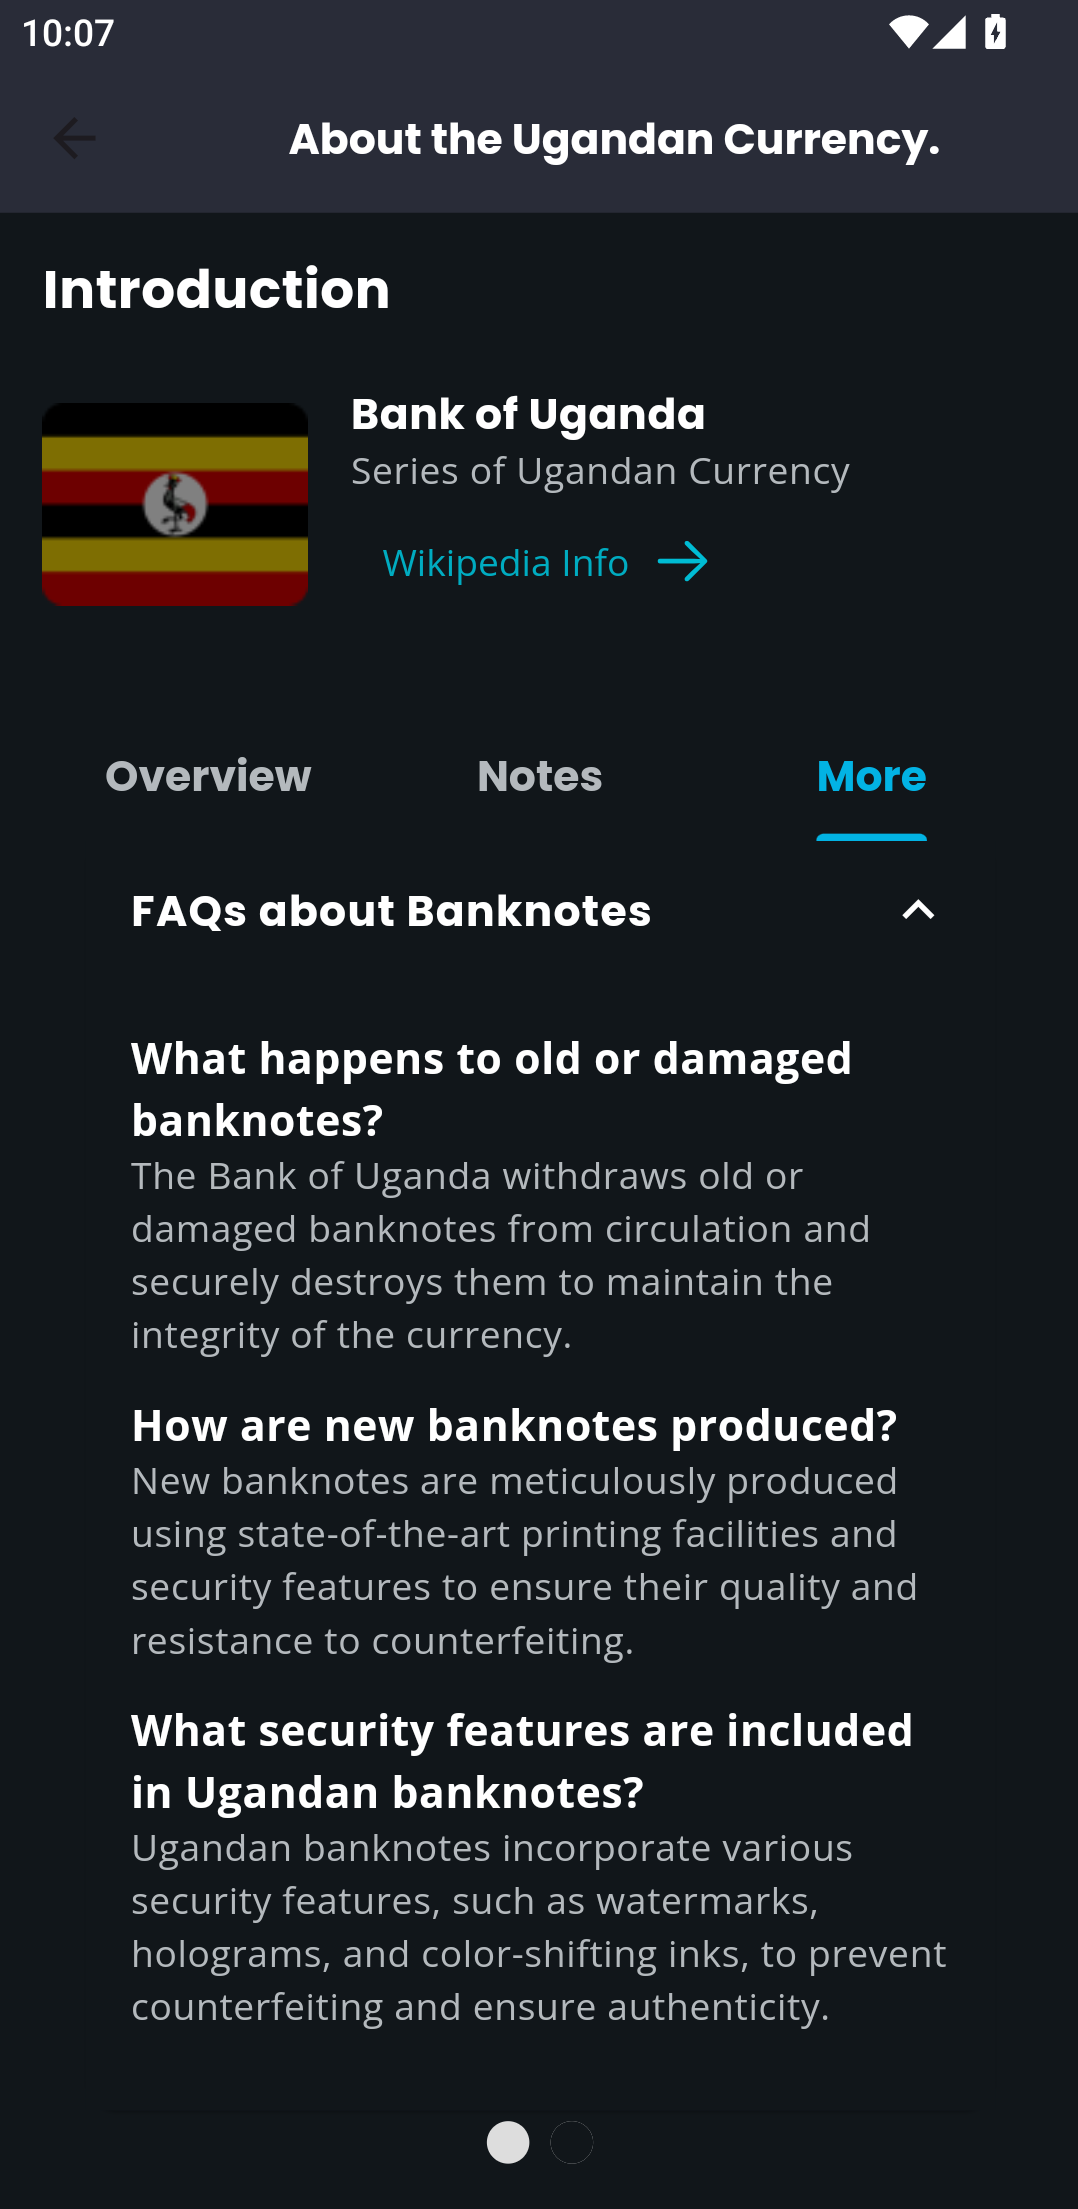 10:07
About the Ugandan Currency.
Introduction
Bank of Uganda
Series of Ugandan Currency
Wikipedia Info
Overview
Notes
More
FAQs about Banknotes
What happens to old or damaged
banknotes?
The Bank of Uganda withdraws old or
damaged banknotes from circulation and
securely destroys them to maintain the
integrity of the currency.
How are new banknotes produced?
New banknotes are meticulously produced
using state-of-the-art printing facilities and
security features to ensure their quality and
resistance to counterfeiting.
What security features are included
in Ugandan banknotes?
Ugandan banknotes incorporate various
security features, such as watermarks,
holograms, and color-shifting inks, to prevent
counterfeiting and ensure authenticity.